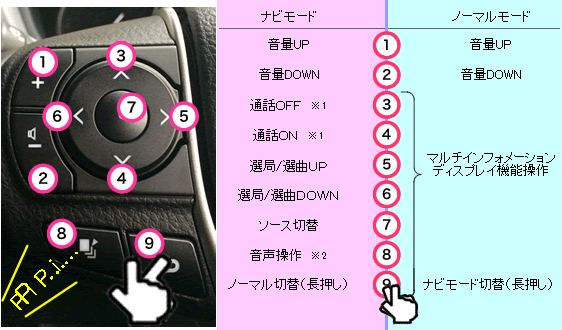 ① +
③
⑦
⑥
⑤
②
④
⑧
⑨
ピピッ P.i....
ナビモード ノーマルモード
音量UP ① 音量UP
音量DOWN ② 音量DOWN
通話OFF ※1 ③
通話ON ※1 ④
選局/選曲UP ⑤
マルチインフォメーション
ディスプレイ機能操作
選局/選曲DOWN ⑥
ソース切替 ⑦
音声操作 ※2 ⑧
ノーマル切替(長押し) ⑨ ナビモード切替(長押し)